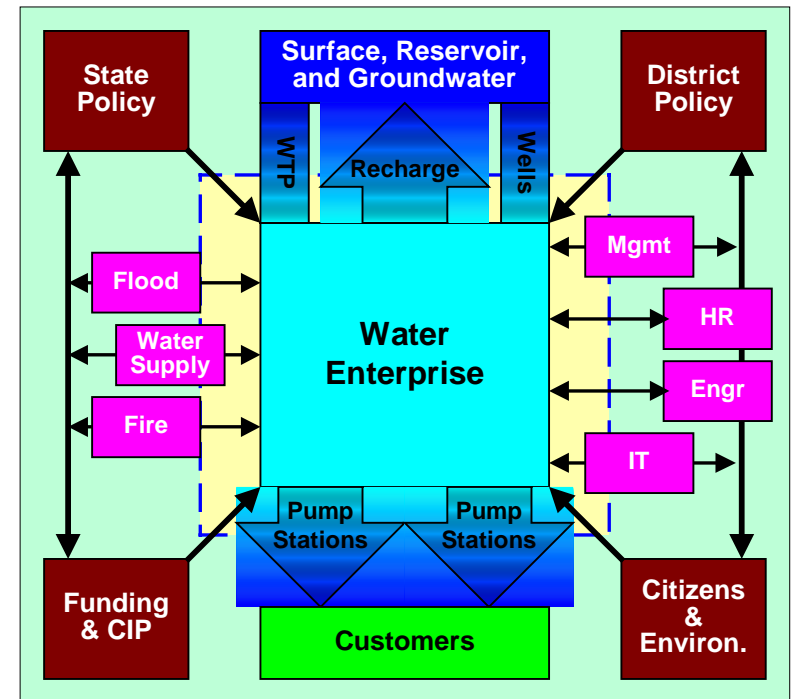 State
Policy
Surface, Reservoir,
and Groundwater
District
Policy
WTP
Recharge
Wells
Flood
Water
Supply
Fire
Water
Enterprise
Mgmt
HR
Engr
IT
Pump
Stations
Pump
Stations
Funding
& CIP
Customers
Citizens
&
Environ.